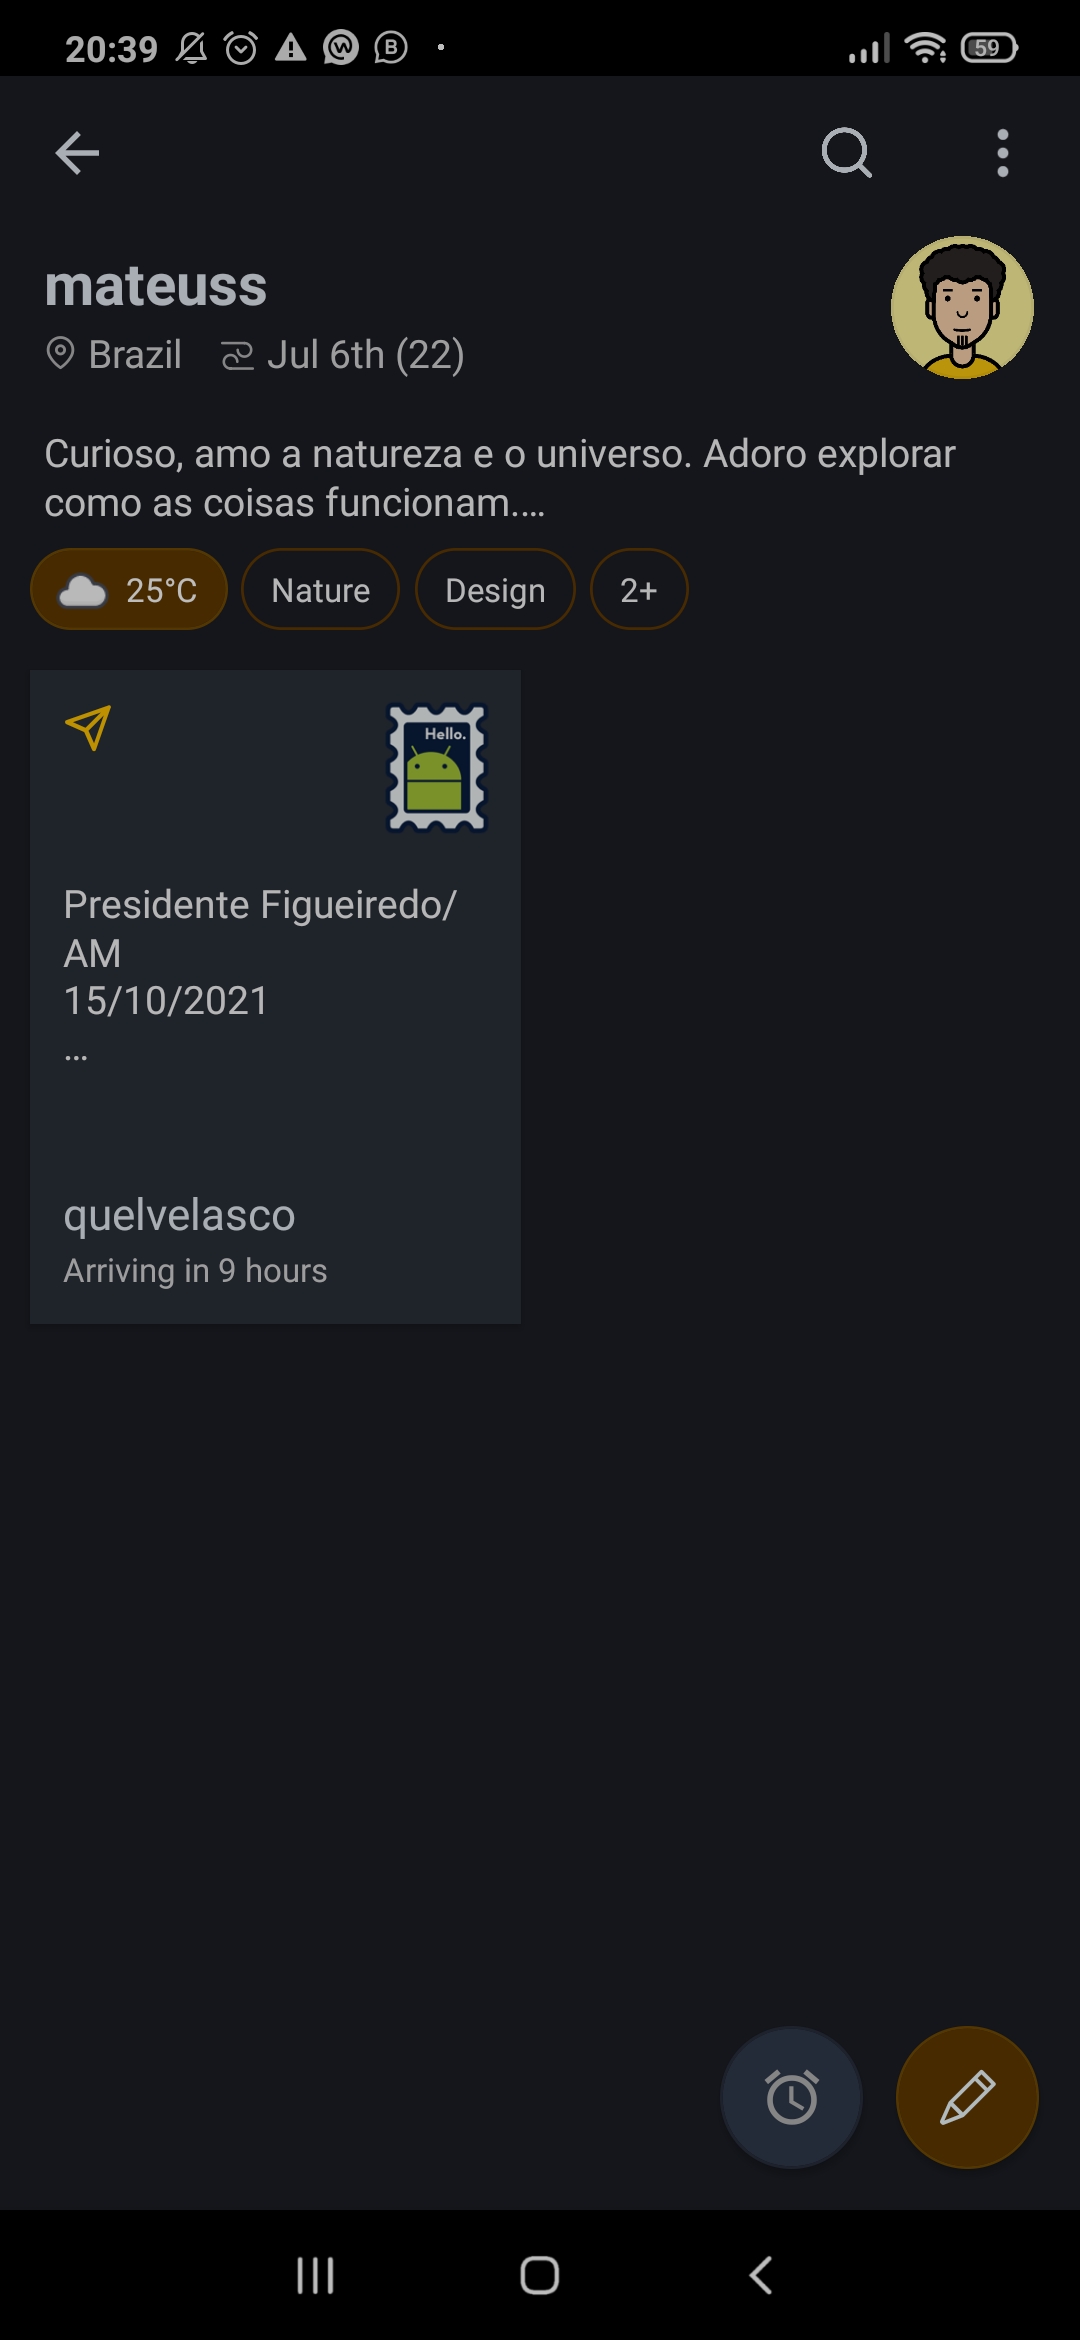 20:39
59
mateuss
Brazil Jul 6th (22)
Curioso, amo a natureza e o universo. Adoro explorar
como as coisas funcionam....
25°C Nature Design 2+
Hello.
Presidente Figueiredo/
AM
15/10/2021
...
quelvelasco
Arriving in 9 hours